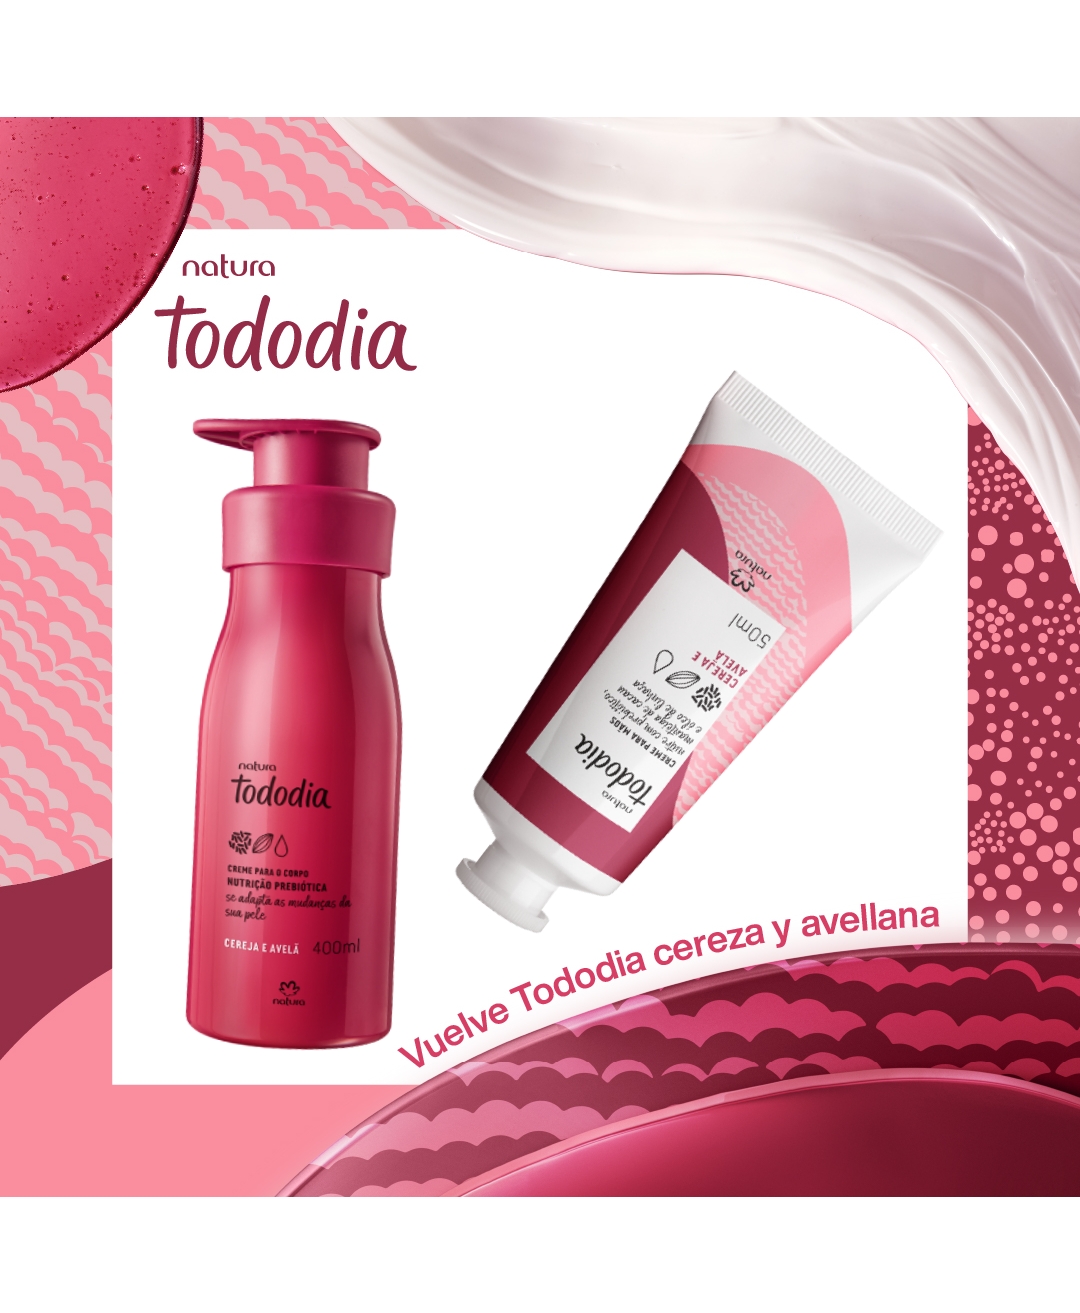 natura
Tododia
natura
Tododia
CREME PARA O CORPO
NUTRIÇÃO PREBIÓTICA
se adapta às mudanças da
sua pele
CEREJA E AVELÃ 400ml
natura
natura
Tododia
CREME PARA MÃOS
nutre com prebiótico,
manteiga de cacau
e óleo de linhaça
CEREJA E
AVELÃ
50ml
natura
Vuelve Tododia cereza y avellana